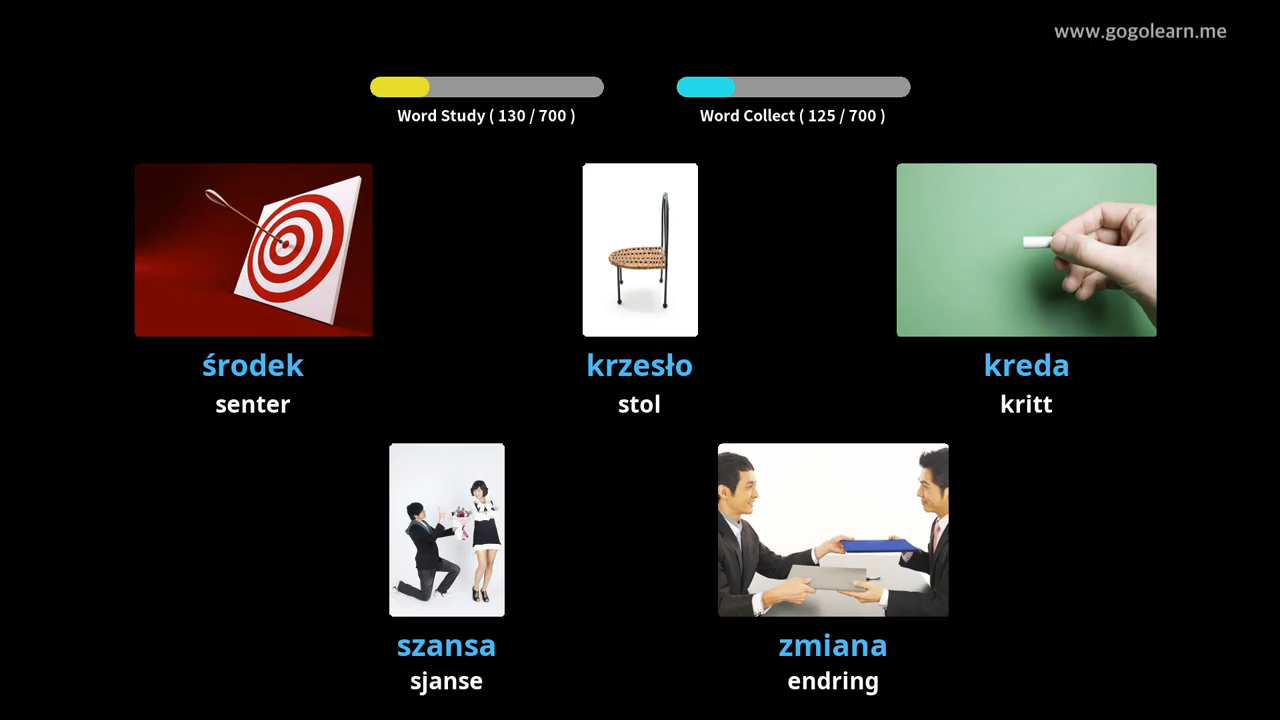 www.gogolearn.me
Word Study ( 130 / 700 )
Word Collect ( 125 / 700 )
środek
krzesło
kreda
senter
stol
kritt
szansa
zmiana
sjanse
endring